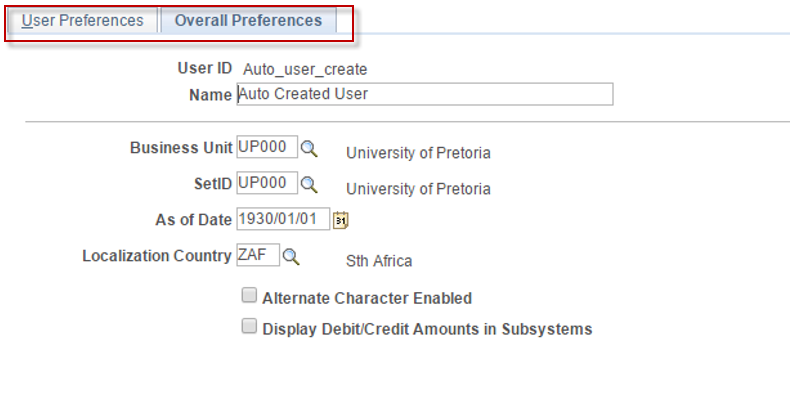 User Preferences Overall Preferences
User ID Auto_user_create
Name Auto Created User
Business Unit UP000 University of Pretoria
SetID UP000 University of Pretoria
As of Date 1930/01/01 31
Localization Country ZAF Sth Africa
Alternate Character Enabled
Display Debit/Credit Amounts in Subsystems